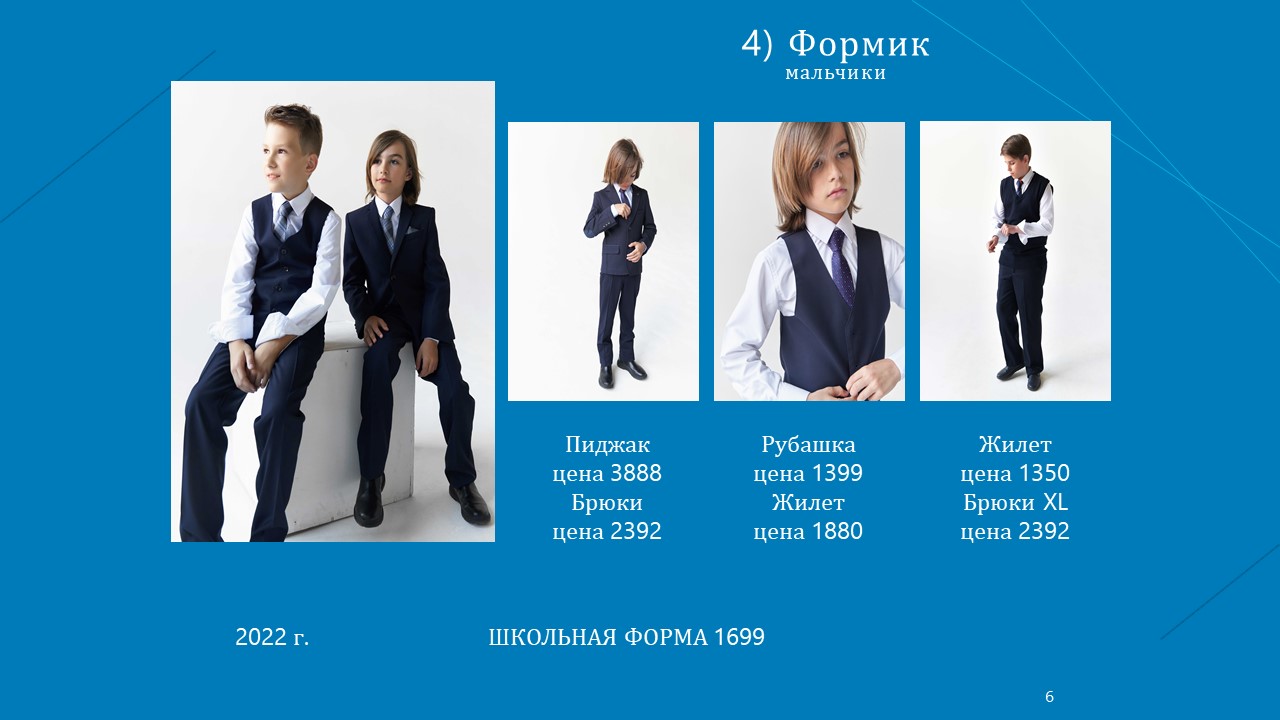 4) Формик
мальчики
Пиджак
цена 3888
Брюки
цена 2392
Рубашка
цена 1399
Жилет
цена 1880
Жилет
цена 1350
Брюки XL
цена 2392
2022 г.
ШКОЛЬНАЯ ФОРМА 1699
6